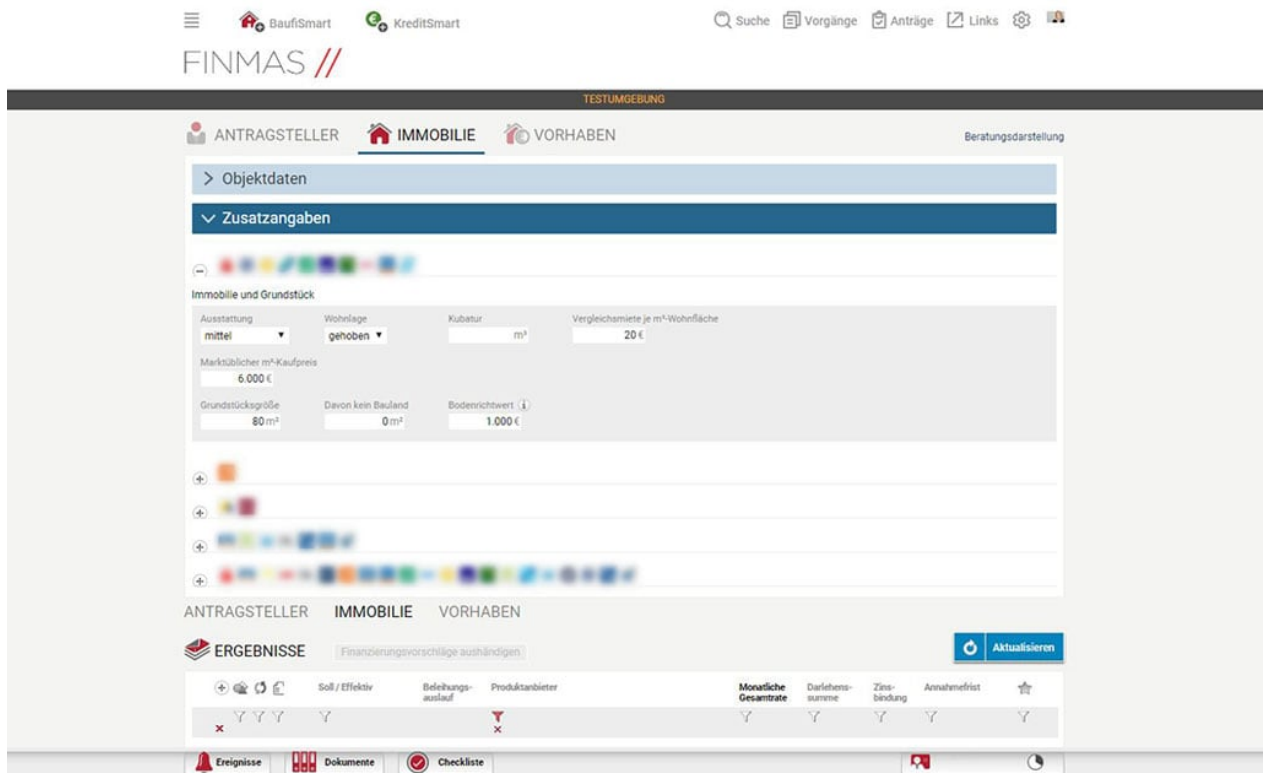 BaufiSmart KreditSmart Suche Vorgänge Anträge Links
FINMAS //
TESTUMGEBUNG
ANTRAGSTELLER IMMOBILIE VORHABEN Beratungsdarstellung
Objektdaten
Zusatzangaben
Immobilie und Grundstück
Ausstattung Wohnlage Kubatur Vergleichsmiete je m²-Wohnfläche
mittel gehoben m³ 20 €
Marktüblicher m²-Kaufpreis
6.000 €
Grundstücksgröße Davon kein Bauland Bodenrichtwert i
80 m² 0 m² 1.000 €
ANTRAGSTELLER IMMOBILIE VORHABEN
ERGEBNISSE Finanzierungsvorschläge aushändigen Aktualisieren
Soll / Effektiv Beleihungs- Produktanbieter Monatliche Darlehens- Zins- Annahmefrist
auslauf Gesamtrate summe bindung
Ereignisse Dokumente Checkliste